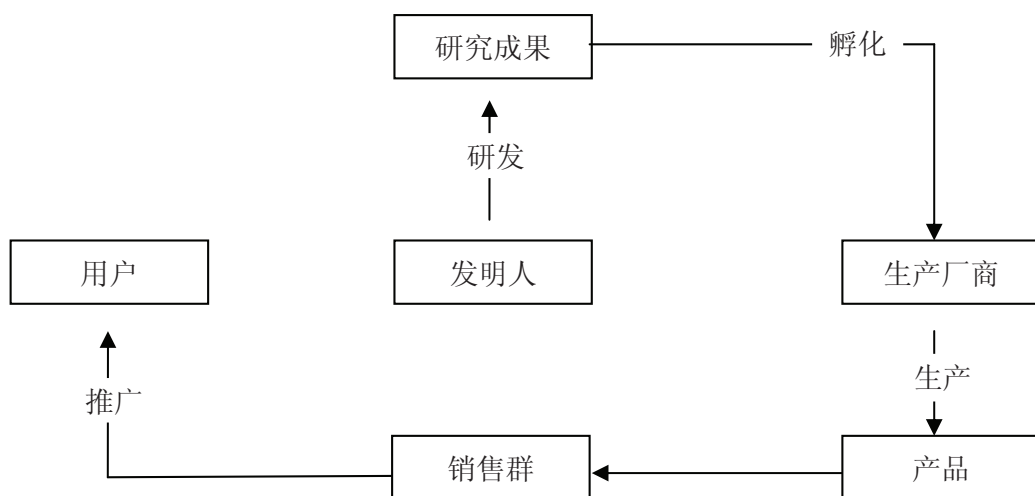 研究成果
孵化
研发
用户
发明人
生产厂商
推广
生产
销售群
产品